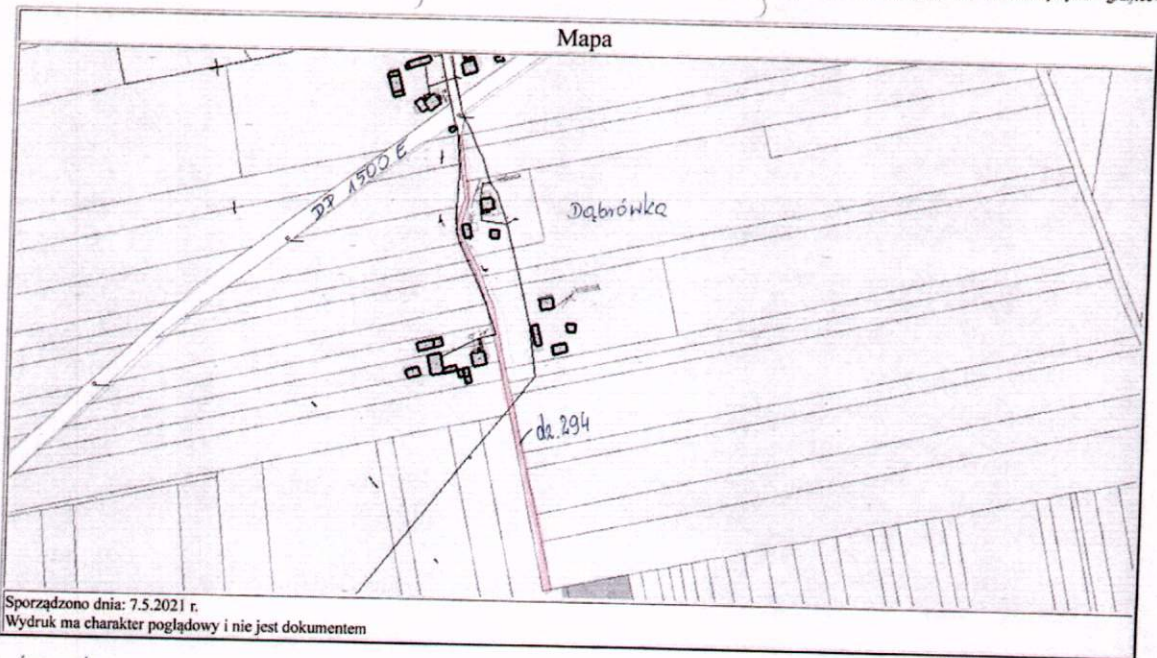 Mapa
DP 1500 E
Dąbrówka
dz. 294
Sporządzono dnia: 7.5.2021 r.
Wydruk ma charakter poglądowy i nie jest dokumentem